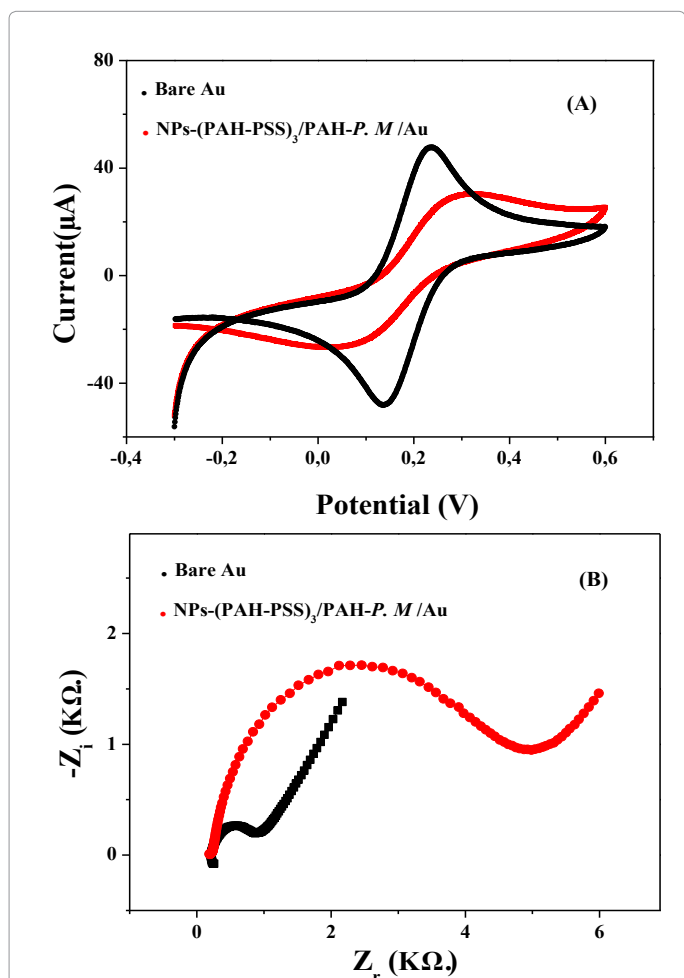 80
Bare Au
(A)
NPs-(PAH-PSS)3/PAH-P. M /Au
40
0
-40
Current(µA)
-0,4 -0,2 0,0 0,2 0,4 0,6
Potential (V)
Bare Au
(B)
NPs-(PAH-PSS)3/PAH-P. M /Au
2
1
0
-Zi (KΩ.)
0 2 4 6
Zr (KΩ.)